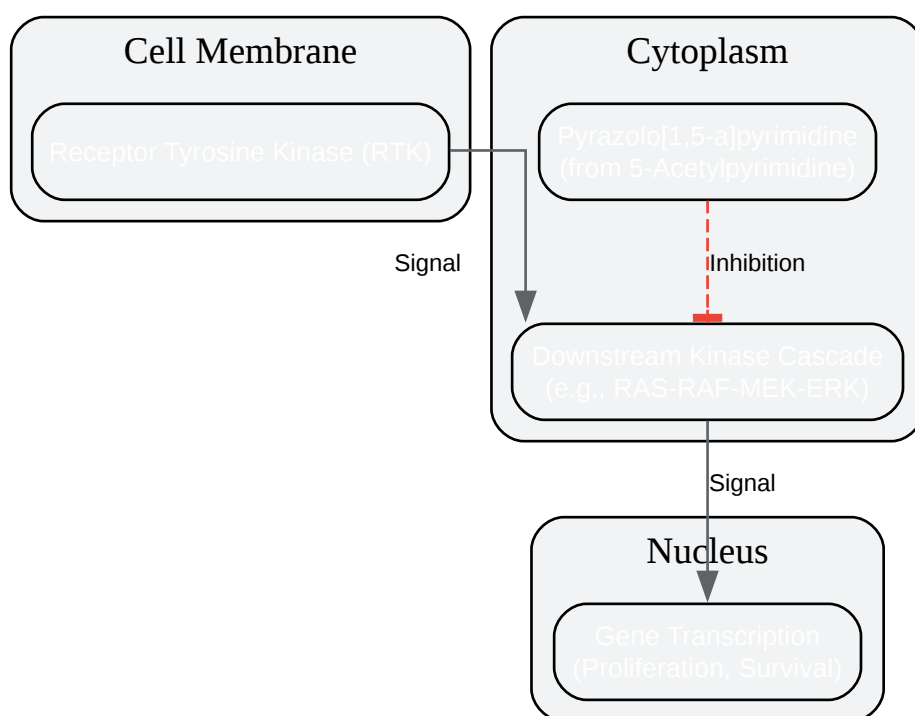 Cell Membrane
Receptor Tyrosine Kinase (RTK)
Signal
Cytoplasm
Pyrazolo[1,5-a]pyrimidine
(from 5-Acetylpyrimidine)
Inhibition
Downstream Kinase Cascade
(e.g., RAS-RAF-MEK-ERK)
Signal
Nucleus
Gene Transcription
(Proliferation, Survival)